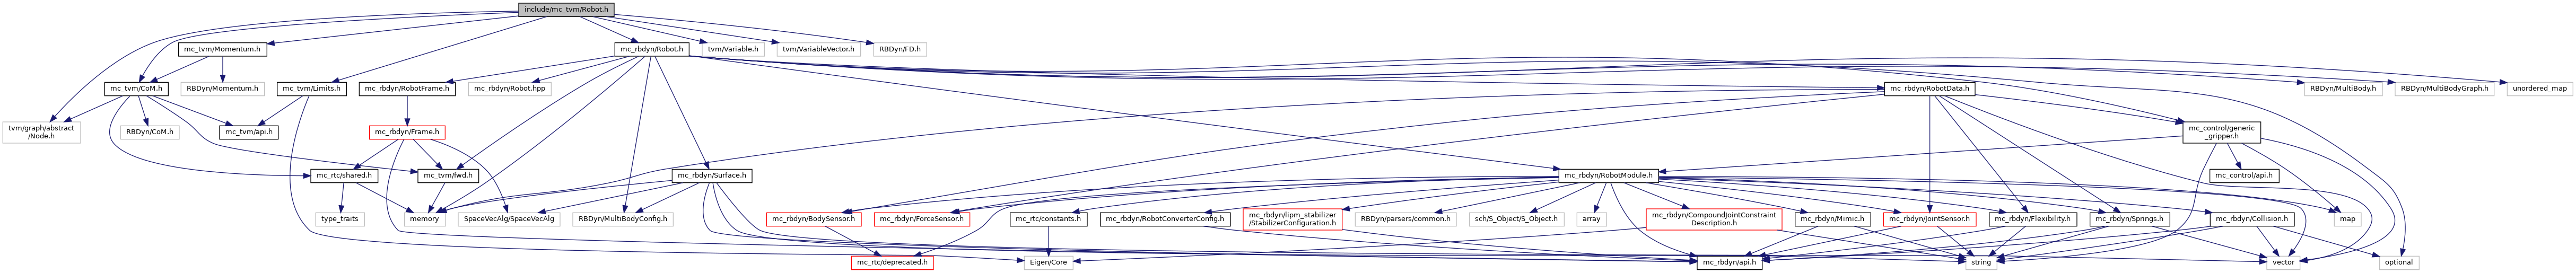 include/mc_tvm/Robot.h
mc_tvm/Momentum.h
mc_rbdyn/Robot.h
tvm/Variable.h
tvm/VariableVector.h
RBDyn/FD.h
mc_tvm/CoM.h
RBDyn/Momentum.h
mc_tvm/Limits.h
mc_rbdyn/RobotFrame.h
mc_rbdyn/Robot.hpp
mc_rbdyn/RobotData.h
RBDyn/MultiBody.h
RBDyn/MultiBodyGraph.h
unordered_map
tvm/graph/abstract
/Node.h
RBDyn/CoM.h
mc_tvm/api.h
mc_rbdyn/Frame.h
mc_control/generic
_gripper.h
mc_rtc/shared.h
mc_tvm/fwd.h
mc_rbdyn/Surface.h
mc_rbdyn/RobotModule.h
mc_control/api.h
type_traits
memory
SpaceVecAlg/SpaceVecAlg
RBDyn/MultiBodyConfig.h
mc_rbdyn/BodySensor.h
mc_rbdyn/ForceSensor.h
mc_rtc/constants.h
mc_rbdyn/RobotConverterConfig.h
mc_rbdyn/lipm_stabilizer
/StabilizerConfiguration.h
RBDyn/parsers/common.h
sch/S_Object/S_Object.h
array
mc_rbdyn/CompoundJointConstraint
Description.h
mc_rbdyn/Mimic.h
mc_rbdyn/JointSensor.h
mc_rbdyn/Flexibility.h
mc_rbdyn/Springs.h
mc_rbdyn/Collision.h
map
mc_rtc/deprecated.h
Eigen/Core
mc_rbdyn/api.h
string
vector
optional